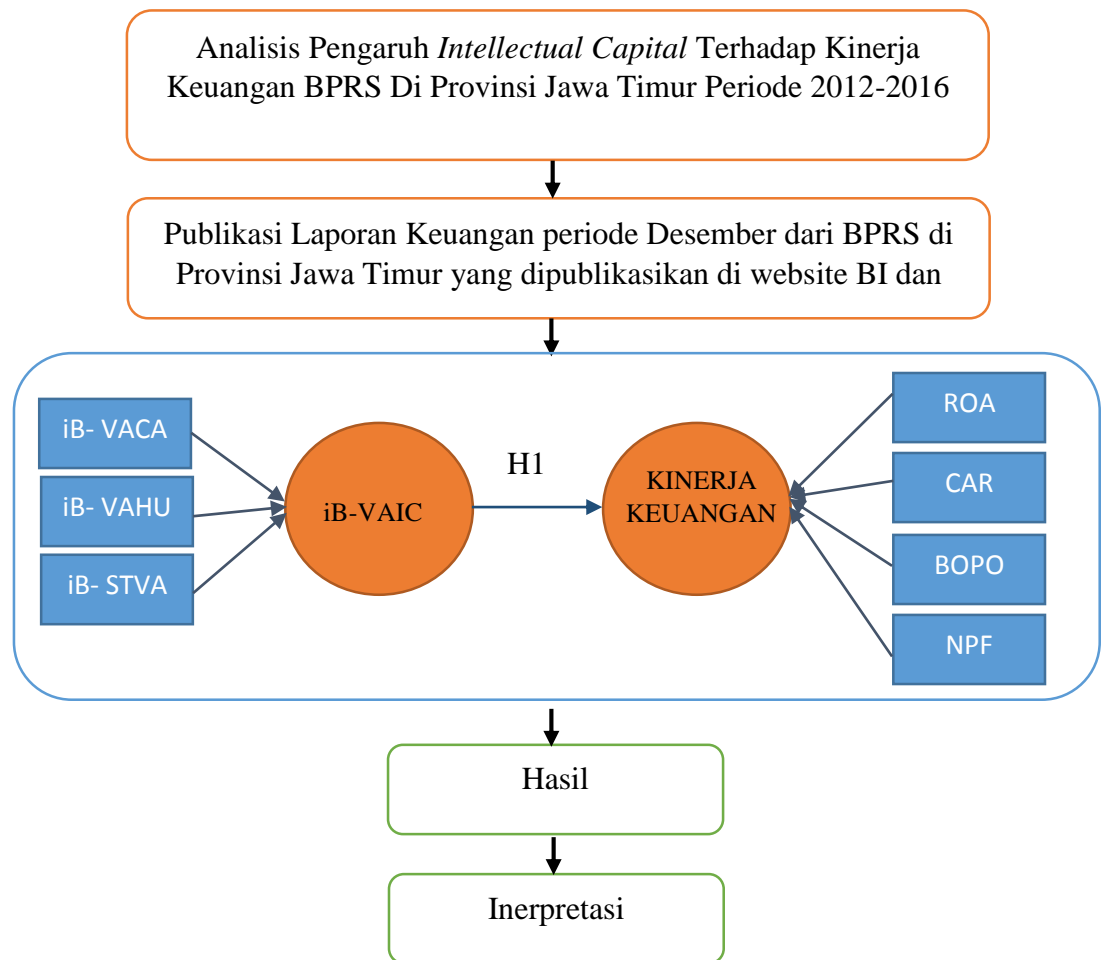 Analisis Pengaruh Intellectual Capital Terhadap Kinerja
Keuangan BPRS Di Provinsi Jawa Timur Periode 2012-2016
Publikasi Laporan Keuangan periode Desember dari BPRS di
Provinsi Jawa Timur yang dipublikasikan di website BI dan
iB- VACA
iB- VAHU
iB- STVA
iB-VAIC
H1
KINERJA
KEUANGAN
ROA
CAR
BOPO
NPF
Hasil
Inerpretasi